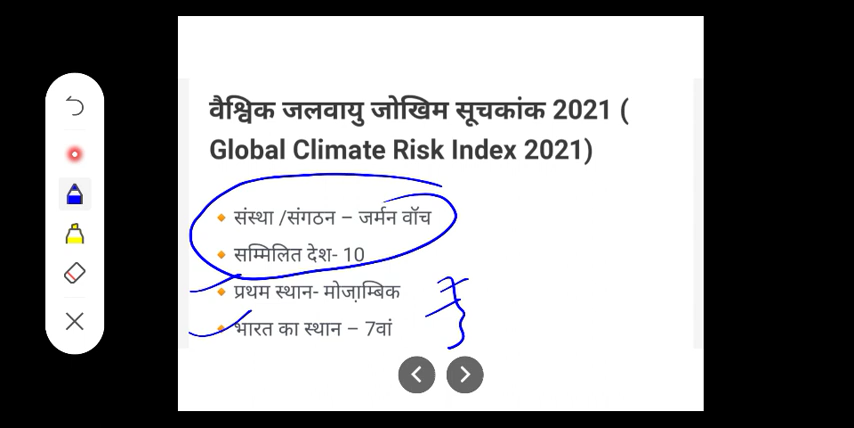 वैश्विक जलवायु जोखिम सूचकांक 2021 (
Global Climate Risk Index 2021)
संस्था /संगठन – जर्मन वॉच
सम्मिलित देश- 10
प्रथम स्थान- मोजा़म्बिक
भारत का स्थान – 7वां